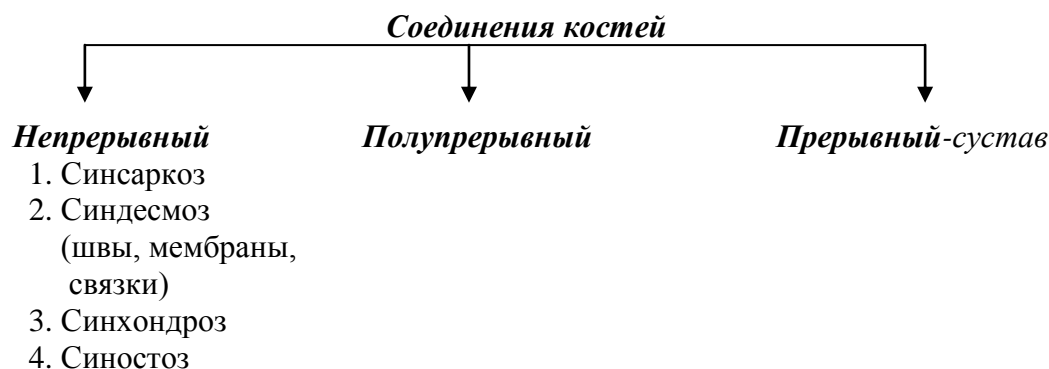 Соединения костей
Непрерывный Полупрерывный Прерывный-сустав
1. Синсаркоз
2. Синдесмоз
(швы, мембраны,
связки)
3. Синхондроз
4. Синостоз